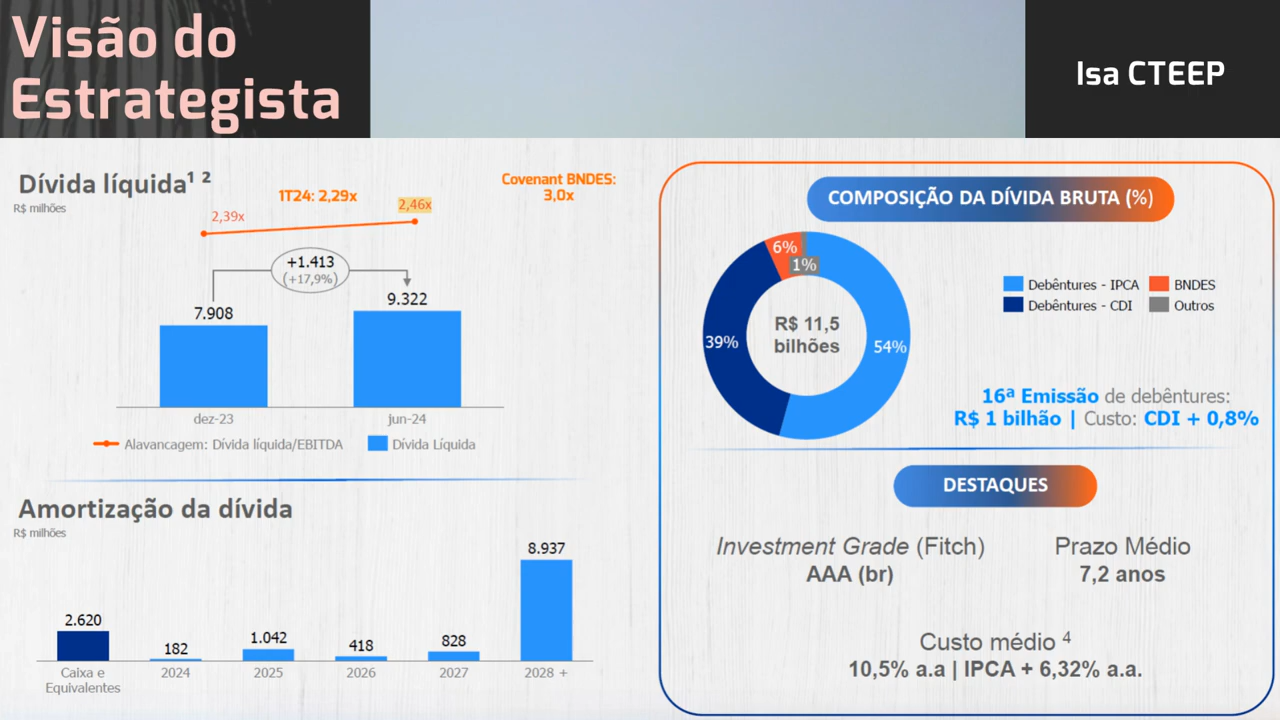 Visão do
Estrategista
Isa CTEEP
Dívida líquida¹ ²
R$ milhões
1T24: 2,29x
Covenant BNDES:
3,0x
2,39x
2,46x
+1.413
(+17,9%)
7.908
9.322
dez-23
jun-24
Alavancagem: Dívida líquida/EBITDA
Dívida Líquida
Amortização da dívida
R$ milhões
2.620
182
1.042
418
828
8.937
Caixa e
Equivalentes
2024
2025
2026
2027
2028 +
COMPOSIÇÃO DA DÍVIDA BRUTA (%)
6%
1%
39%
54%
R$ 11,5
bilhões
Debêntures - IPCA
BNDES
Debêntures - CDI
Outros
16ª Emissão de debêntures:
R$ 1 bilhão | Custo: CDI + 0,8%
DESTAQUES
Investment Grade (Fitch)
AAA (br)
Prazo Médio
7,2 anos
Custo médio ⁴
10,5% a.a | IPCA + 6,32% a.a.